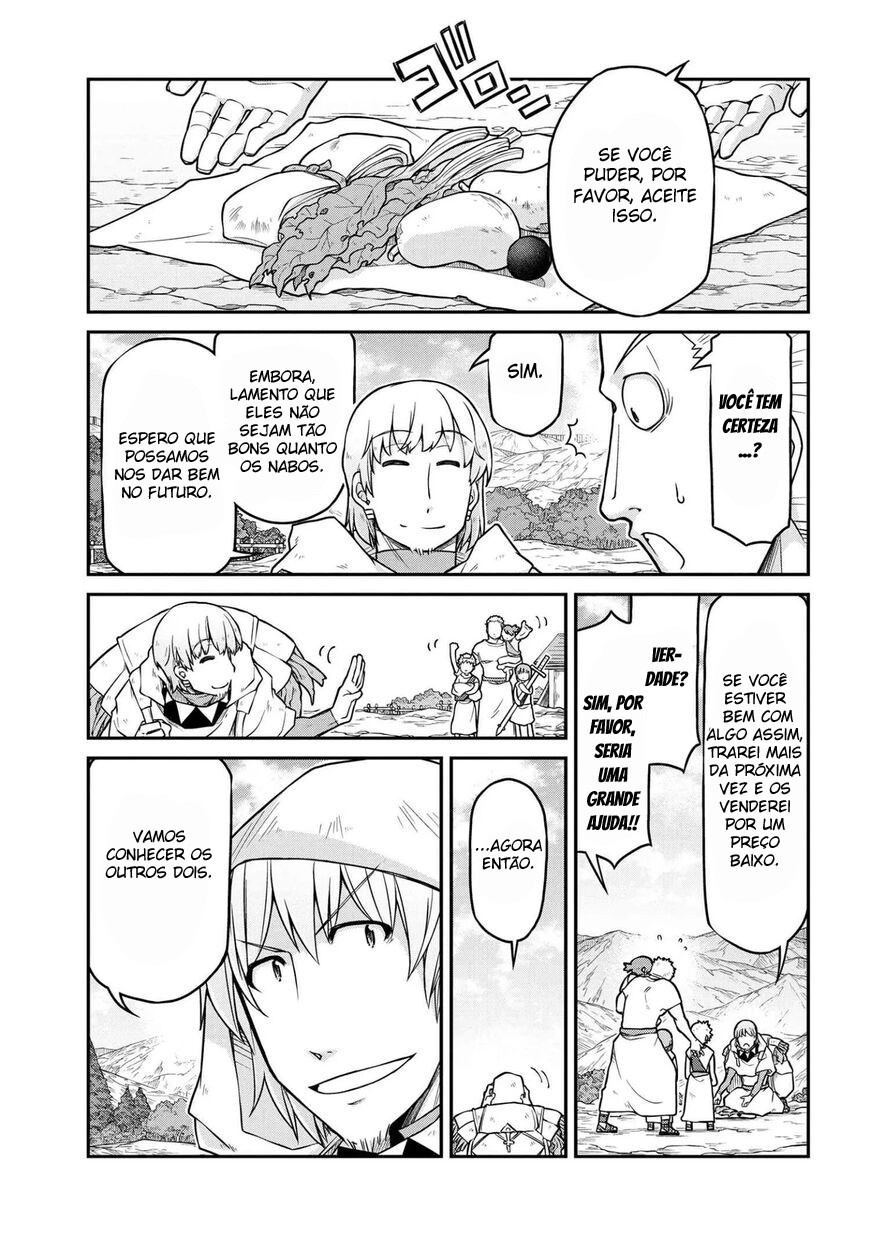 ゴロン
SE VOCÊ
PUDER, POR
FAVOR, ACEITE
ISSO.
VOCÊ TEM
CERTEZA
...?
SIM.
EMBORA,
LAMENTO QUE
ELES NÃO
SEJAM TÃO
BONS QUANTO
OS NABOS.
ESPERO QUE
POSSAMOS
NOS DAR BEM
NO FUTURO.
SE VOCÊ
ESTIVER
BEM COM
ALGO ASSIM,
TRAREI MAIS
DA PRÓXIMA
VEZ E OS
VENDEREI
POR UM
PREÇO
BAIXO.
VER-
DADE?
SIM, POR
FAVOR,
SERIA
UMA
GRANDE
AJUDA!!
...AGORA
ENTÃO.
VAMOS
CONHECER OS
OUTROS DOIS.